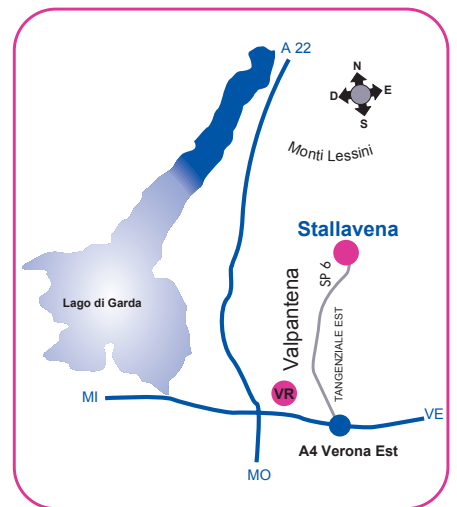 A 22
N
D
E
S
Monti Lessini
Stallavena
SP 6
Lago di Garda
Valpantena
TANGENZIALE EST
MI
VR
VE
A4 Verona Est
MO